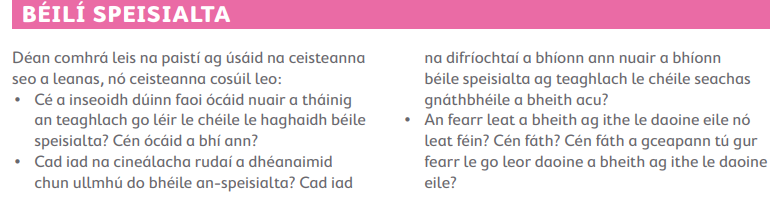 BÉILÍ SPEISIALTA
Déan comhrá leis na paistí ag úsáid na ceisteanna
seo a leanas, nó ceisteanna cosúil leo:
• Cé a inseoidh dúinn faoi ócáid nuair a tháinig
an teaghlach go léir le chéile le haghaidh béile
speisialta? Cén ócáid a bhí ann?
• Cad iad na cineálacha rudaí a dhéanaimid
chun ullmhú do bhéile an-speisialta? Cad iad
na difríochtaí a bhíonn ann nuair a bhíonn
béile speisialta ag teaghlach le chéile seachas
gnáthbhéile a bheith acu?
• An fearr leat a bheith ag ithe le daoine eile nó
leat féin? Cén fáth? Cén fáth a gceapann tú gur
fearr le go leor daoine a bheith ag ithe le daoine
eile?